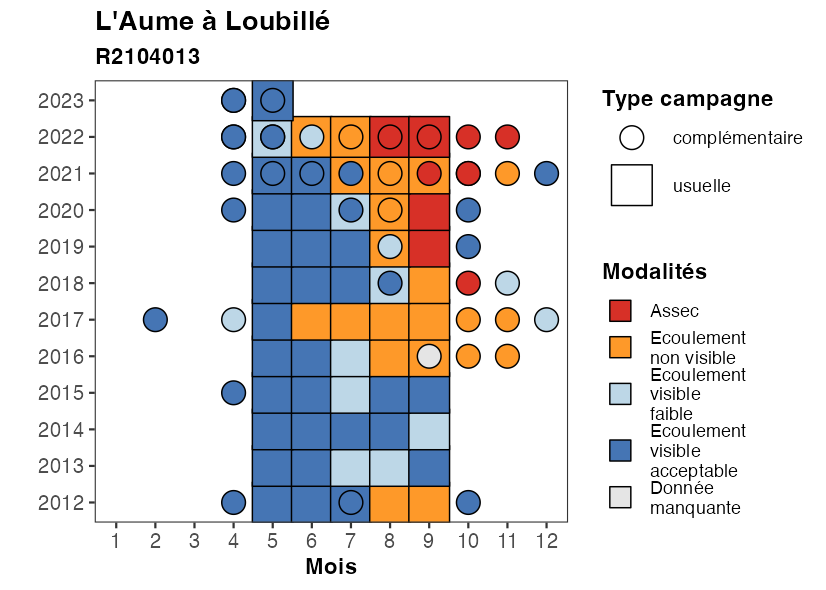 L'Aume à Loubillé
R2104013
2023
2022
2021
2020
2019
2018
2017
2016
2015
2014
2013
2012
1 2 3 4 5 6 7 8 9 10 11 12
Mois
Type campagne
complémentaire
usuelle
Modalités
Assec
Ecoulement
non visible
Ecoulement
visible
faible
Ecoulement
visible
acceptable
Donnée
manquante